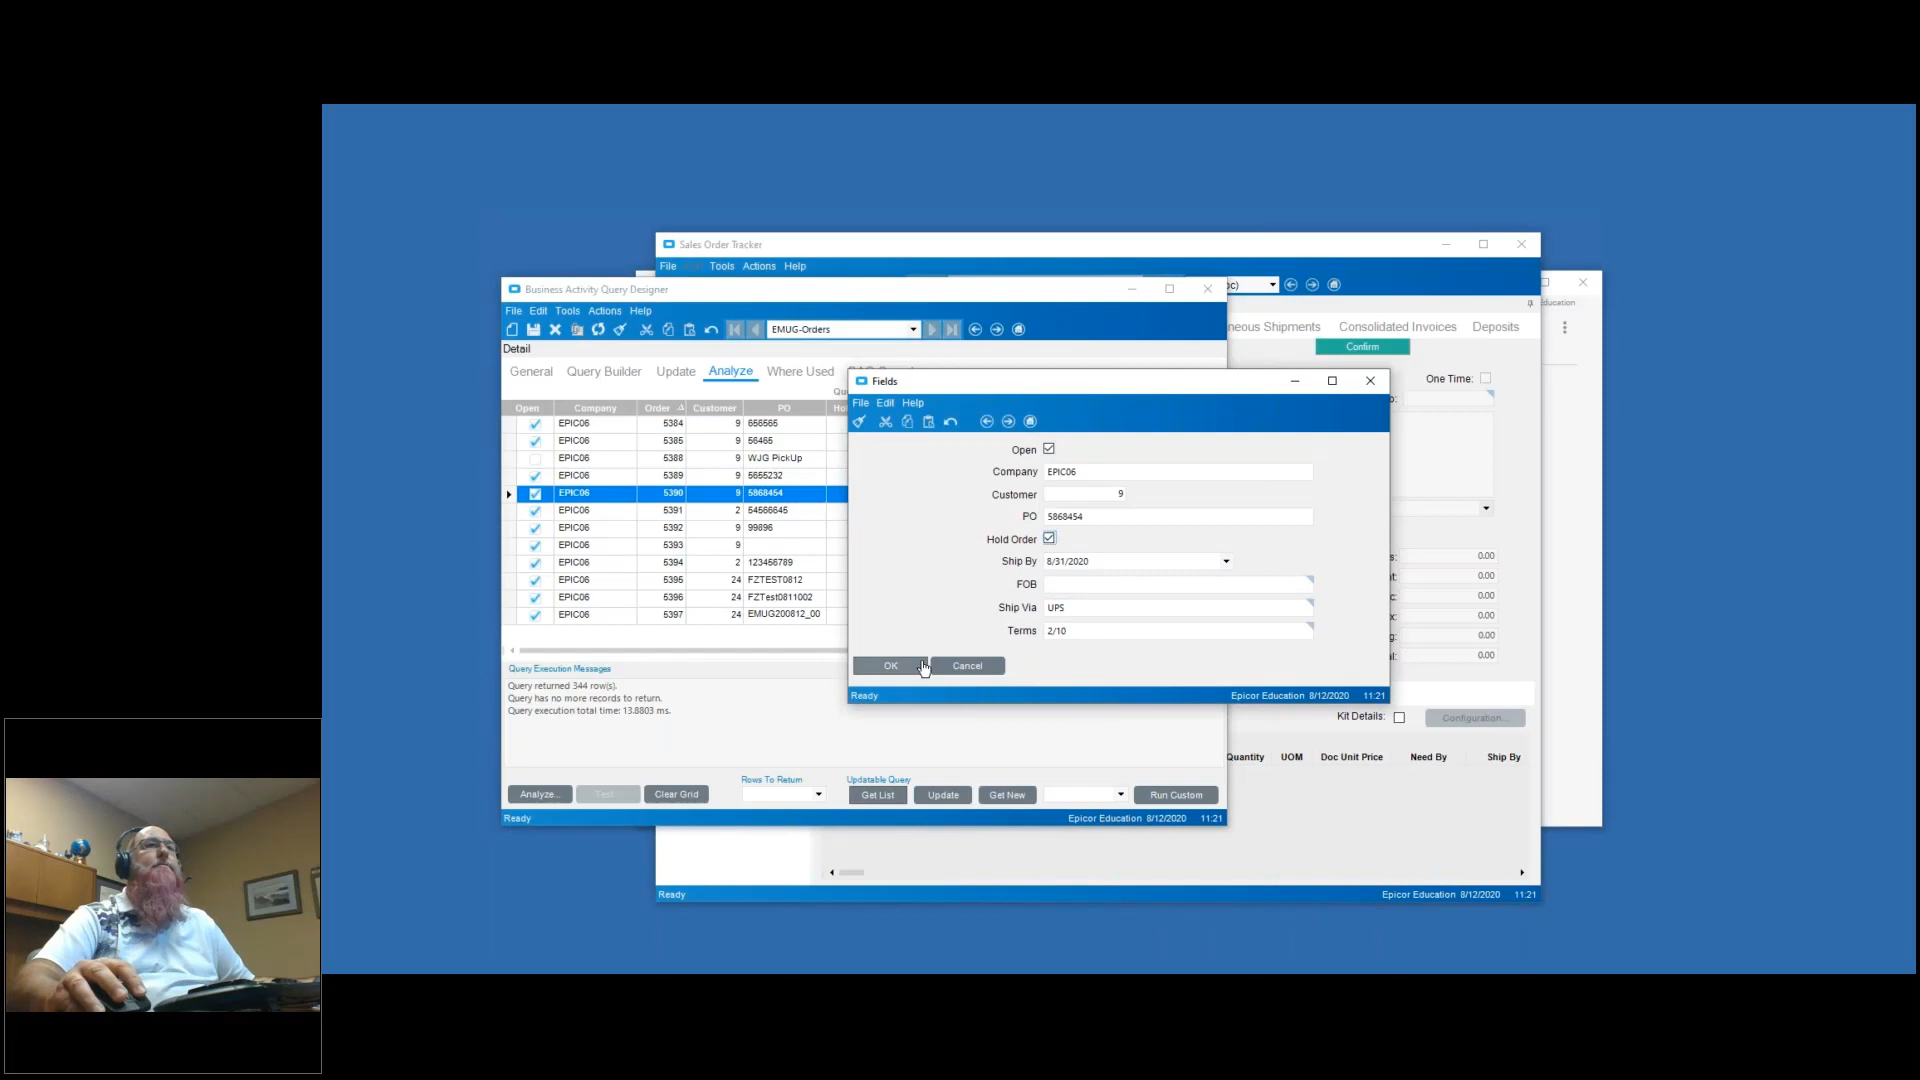 Sales Order Tracker
File
Tools
Actions
Help
Business Activity Query Designer
File
Edit
Tools
Actions
Help
EMUG-Orders
Detail
General
Query Builder
Update
Analyze
Where Used
Open
Company
Order
Customer
PO
EPIC06 5384 9 656565
EPIC06 5385 9 56465
EPIC06 5388 9 WJG PickUp
EPIC06 5389 9 5655232
EPIC06 5390 9 5868454
EPIC06 5391 2 54566645
EPIC06 5392 9 99896
EPIC06 5393 9
EPIC06 5394 2 123456789
EPIC06 5395 24 FZTEST0812
EPIC06 5396 24 FZTest0811002
EPIC06 5397 24 EMUG200812_00
Query Execution Messages
Query returned 344 row(s).
Query has no more records to return.
Query execution total time: 13.8803 ms.
Rows To Return
Updatable Query
Analyze...
Test
Clear Grid
Get List
Update
Get New
Run Custom
Ready
Epicor Education 8/12/2020 11:21
Fields
File
Edit
Help
Open
Company EPIC06
Customer 9
PO 5868454
Hold Order
Ship By 8/31/2020
FOB
Ship Via UPS
Terms 2/10
OK
Cancel
Ready
Epicor Education 8/12/2020 11:21
neous Shipments
Consolidated Invoices
Deposits
Confirm
One Time:
0.00
0.00
0.00
0.00
0.00
0.00
Kit Details:
Configuration...
Quantity
UOM
Doc Unit Price
Need By
Ship By
Ready
Epicor Education 8/12/2020 11:21